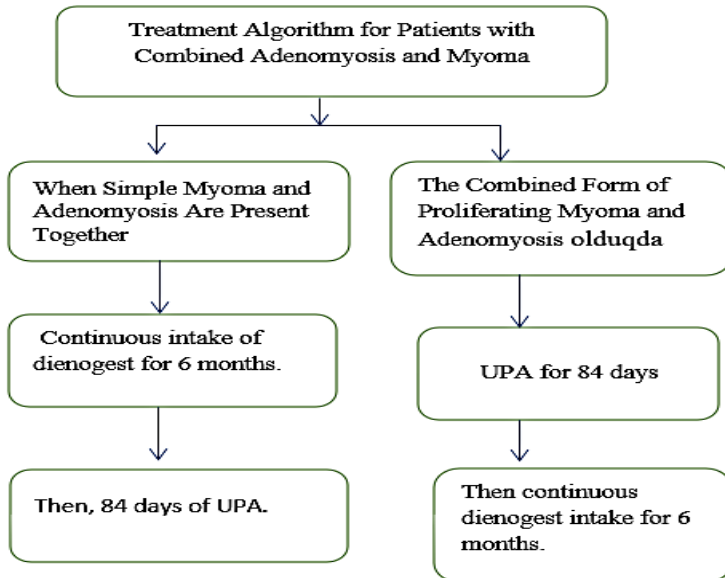 Treatment Algorithm for Patients with
Combined Adenomyosis and Myoma
When Simple Myoma and
Adenomyosis Are Present
Together
The Combined Form of
Proliferating Myoma and
Adenomyosis olduqda
Continuous intake of
dienogest for 6 months.
UPA for 84 days
Then, 84 days of UPA.
Then continuous
dienogest intake for 6
months.